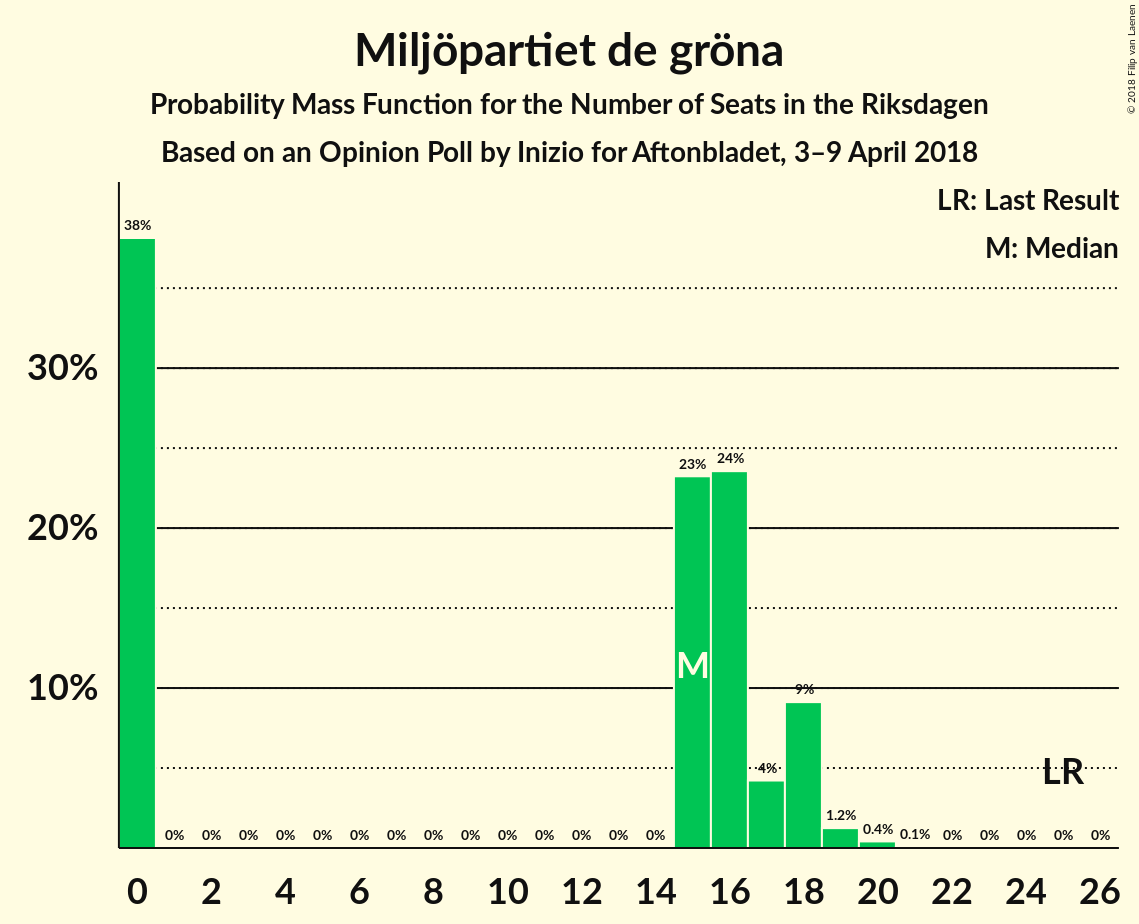 Miljöpartiet de gröna
Probability Mass Function for the Number of Seats in the Riksdagen
Based on an Opinion Poll by Inizio for Aftonbladet, 3–9 April 2018
© 2018 Filip van Laenen
LR: Last Result
M: Median
38%
30%
23%
24%
20%
M
10%
9%
4%
LR
1.2%
0.4%
0.1%
0% 0% 0% 0% 0% 0% 0% 0% 0% 0% 0% 0% 0% 0% 0% 0% 0% 0% 0%
0 2 4 6 8 10 12 14 16 18 20 22 24 26